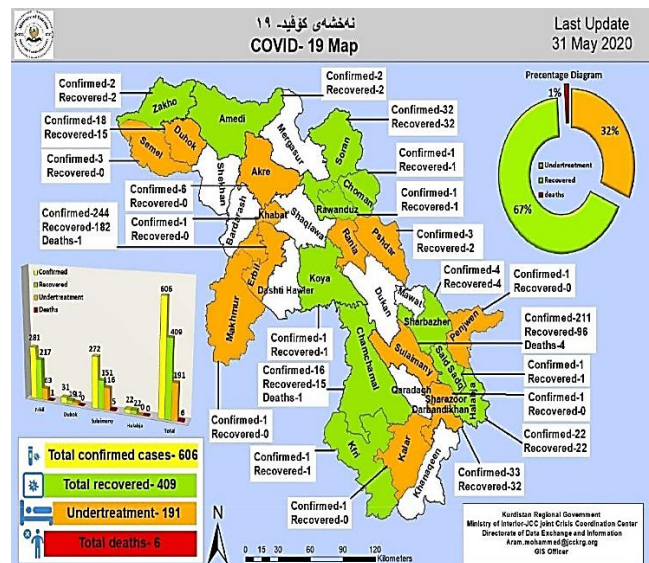 نەخشەی کۆڤید- ١٩
COVID- 19 Map
Last Update
31 May 2020
Precentage Diagram
1%
32%
67%
Undertreatment
Recovered
deaths
Confirmed-2
Recovered-2
Confirmed-2
Recovered-2
Confirmed-18
Recovered-15
Confirmed-32
Recovered-32
Confirmed-3
Recovered-0
Confirmed-1
Recovered-1
Confirmed-6
Recovered-0
Confirmed-1
Recovered-1
Confirmed-244
Recovered-182
Deaths-1
Confirmed-1
Recovered-0
Confirmed-3
Recovered-2
Confirmed-4
Recovered-4
Confirmed-1
Recovered-0
Confirmed-211
Recovered-96
Deaths-4
Confirmed-1
Recovered-1
Confirmed-16
Recovered-15
Deaths-1
Confirmed-1
Recovered-1
Confirmed-1
Recovered-0
Confirmed-1
Recovered-0
Confirmed-22
Recovered-22
Confirmed-1
Recovered-1
Confirmed-33
Recovered-32
Confirmed-1
Recovered-0
Zakho
Amedi
Duhok
Semel
Mergasur
Soran
Akre
Shekhan
Bardarash
Choman
Rawanduz
Khabat
Shaqlawa
Rania
Pshdar
Erbil
Makhmur
Dashti Hawler
Koya
Dukan
Mawat
Sharbazher
Penjwen
Chamchamal
Sulaimany
Said Sadq
Halabja
Qaradagh
Sharazoor
Darbandikhan
Kifri
Kalar
Khanaqeen
Confirmed
Recovered
Undertreatment
Deaths
281
217
63
1
31
19
12
0
272
151
116
5
22
22
0
0
606
409
191
6
Erbil
Duhok
Sulaimany
Halabja
Total
Total confirmed cases- 606
Total recovered- 409
Undertreatment- 191
Total deaths- 6
N
0 15 30 60 90 120
Kilometers
Kurdistan Regional Government
Ministry of Interior-JCC Joint Crisis Coordination Center
Directorate of Data Exchange and Information
Aram.mohammed@jcckrg.org
GIS Officer